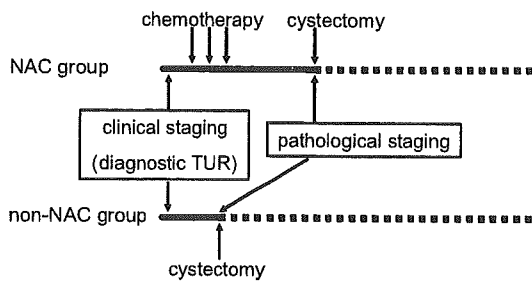 chemotherapy
cystectomy
NAC group
clinical staging
(diagnostic TUR)
pathological staging
non-NAC group
cystectomy